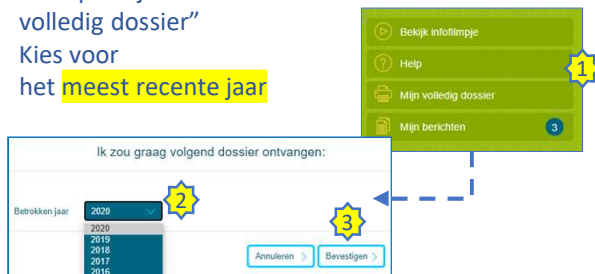 volledig dossier”
Kies voor
het meest recente jaar
Bekijk infofilmpje
Help
1
Mijn volledig dossier
Mijn berichten 3
Ik zou graag volgend dossier ontvangen:
Betrokken jaar 2020 2
2020
2019
2018
2017
2016
3
Annuleren > Bevestigen >